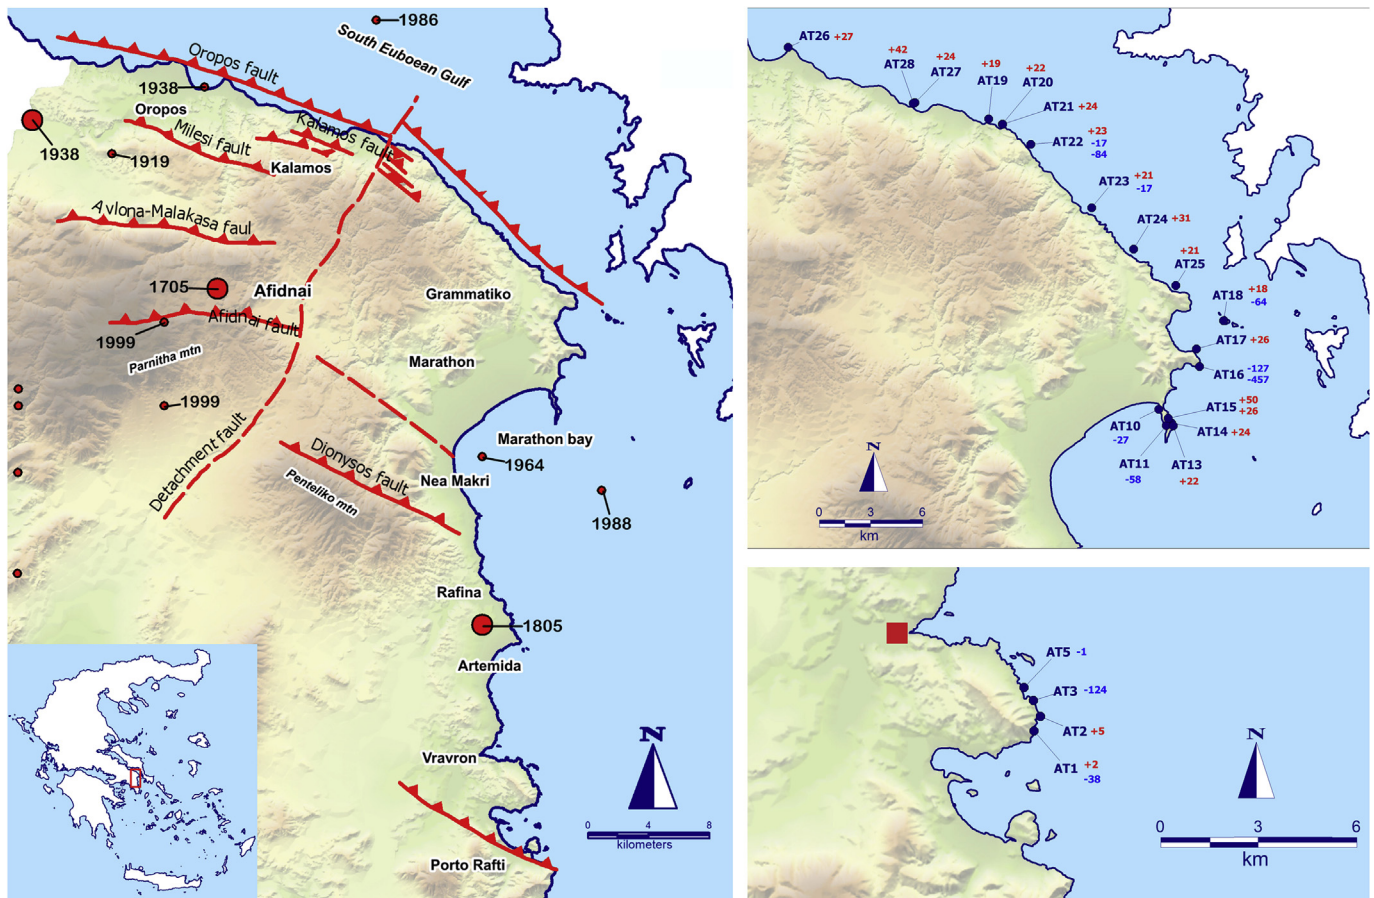 1986
South Euboean Gulf
Oropos fault
1938
Oropos
Kalamos fault
1938
Milesi fault
1919
Kalamos
Avlona-Malakasa faul
1705
Afidnai
Grammatiko
Afidnai fault
1999
Parnitha mtn
Marathon
1999
Marathon bay
Detachment fault
Dionysos fault
1964
Nea Makri
Penteliko mtn
1988
Rafina
1805
Artemida
N
Vravron
0 4 8
kilometers
Porto Rafti
AT26 +27
+42
AT28
+24
AT27
+19
AT19
+22
AT20
AT21 +24
AT22 +23
-17
-84
AT23 +21
-17
AT24 +31
+21
AT25
AT18 +18
-64
AT17 +26
AT16 -127
-457
AT15 +50
+26
AT10
-27
AT14 +24
AT11
-58
AT13
+22
N
0 3 6
km
AT5 -1
AT3 -124
AT2 +5
AT1 +2
-38
N
0 3 6
km